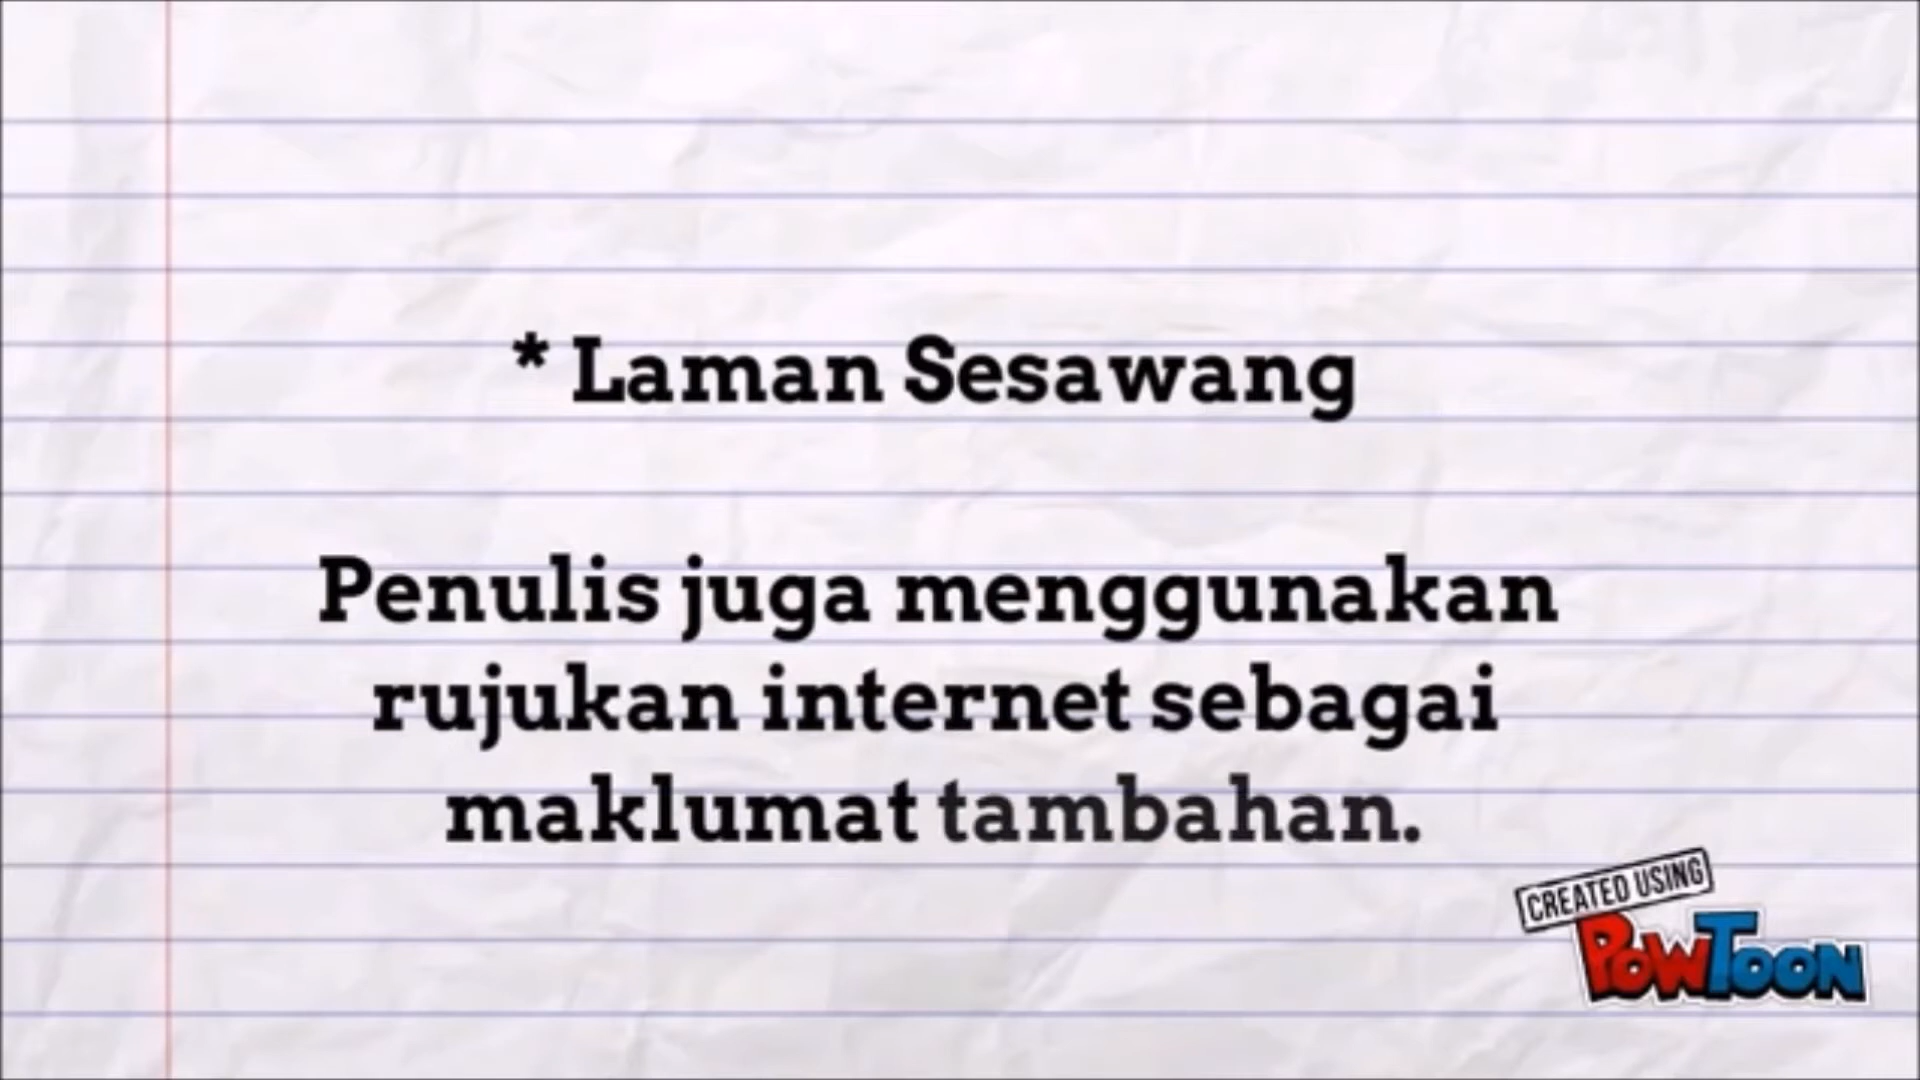 * Laman Sesawang
Penulis juga menggunakan
rujukan internet sebagai
maklumat tambahan.
CREATED USING
POWTOON